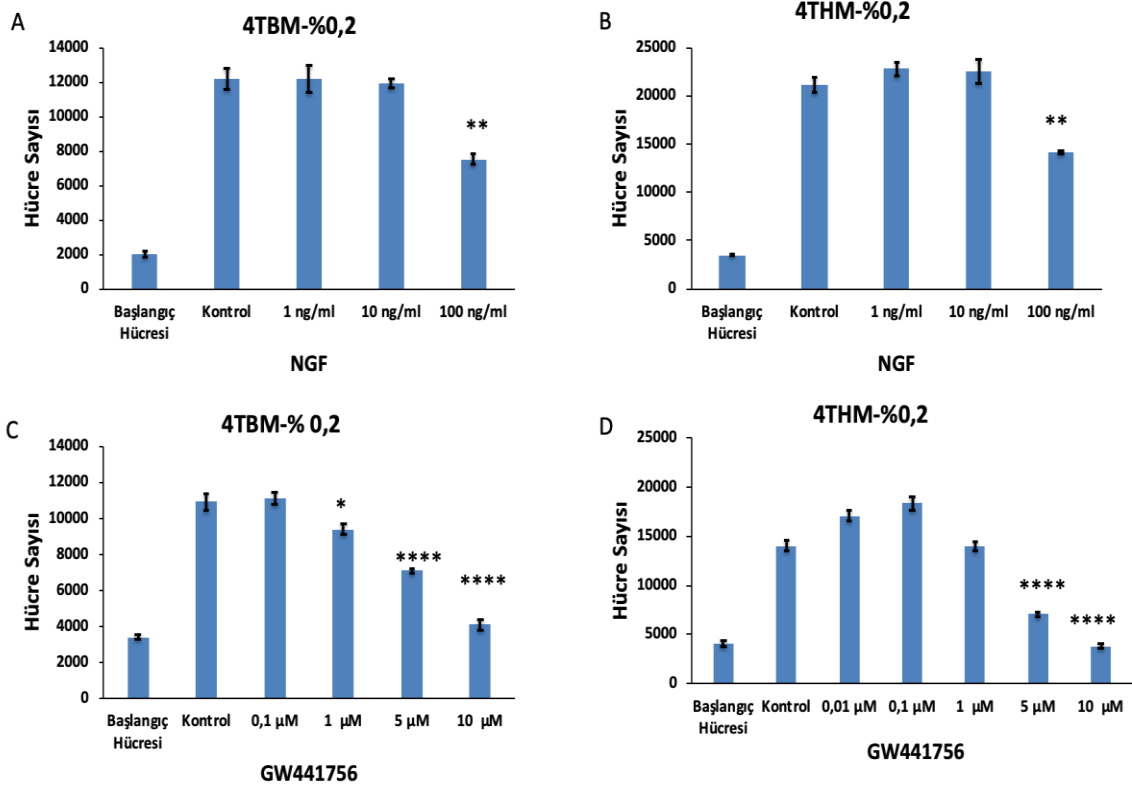 A
4TBM-%0,2
14000
12000
10000
8000
6000
4000
2000
0
Hücre Sayısı
**
Başlangıç
Hücresi
Kontrol
1 ng/ml
10 ng/ml
100 ng/ml
NGF
B
4THM-%0,2
25000
20000
15000
10000
5000
0
Hücre Sayısı
**
Başlangıç
Hücresi
Kontrol
1 ng/ml
10 ng/ml
100 ng/ml
NGF
C
4TBM-% 0,2
14000
12000
10000
8000
6000
4000
2000
0
Hücre Sayısı
*
****
****
Başlangıç
Hücresi
Kontrol
0,1 µM
1 µM
5 µM
10 µM
GW441756
D
4THM-%0,2
25000
20000
15000
10000
5000
0
Hücre Sayısı
****
****
Başlangıç
Hücresi
Kontrol
0,01 µM
0,1 µM
1 µM
5 µM
10 µM
GW441756